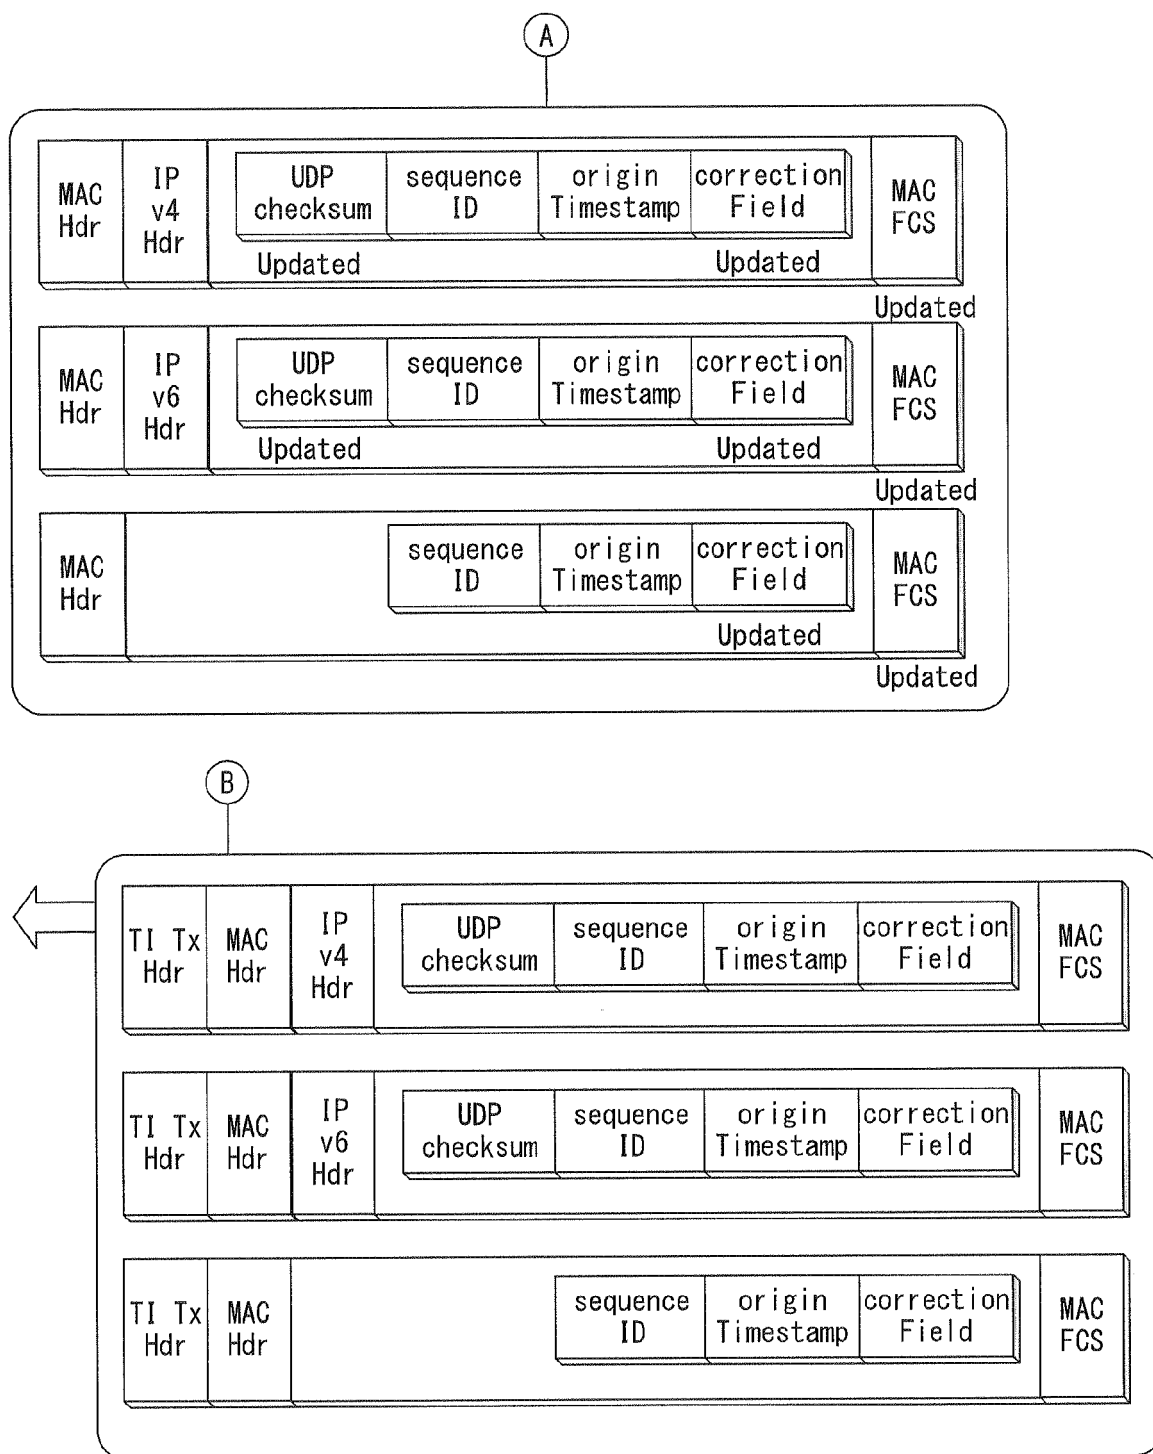 A
MAC Hdr
IP v4 Hdr
UDP checksum
sequence ID
origin Timestamp
correction Field
MAC FCS
Updated
Updated
Updated
MAC Hdr
IP v6 Hdr
UDP checksum
sequence ID
origin Timestamp
correction Field
MAC FCS
Updated
Updated
Updated
MAC Hdr
sequence ID
origin Timestamp
correction Field
MAC FCS
Updated
Updated
B
TI Tx Hdr
MAC Hdr
IP v4 Hdr
UDP checksum
sequence ID
origin Timestamp
correction Field
MAC FCS
TI Tx Hdr
MAC Hdr
IP v6 Hdr
UDP checksum
sequence ID
origin Timestamp
correction Field
MAC FCS
TI Tx Hdr
MAC Hdr
sequence ID
origin Timestamp
correction Field
MAC FCS